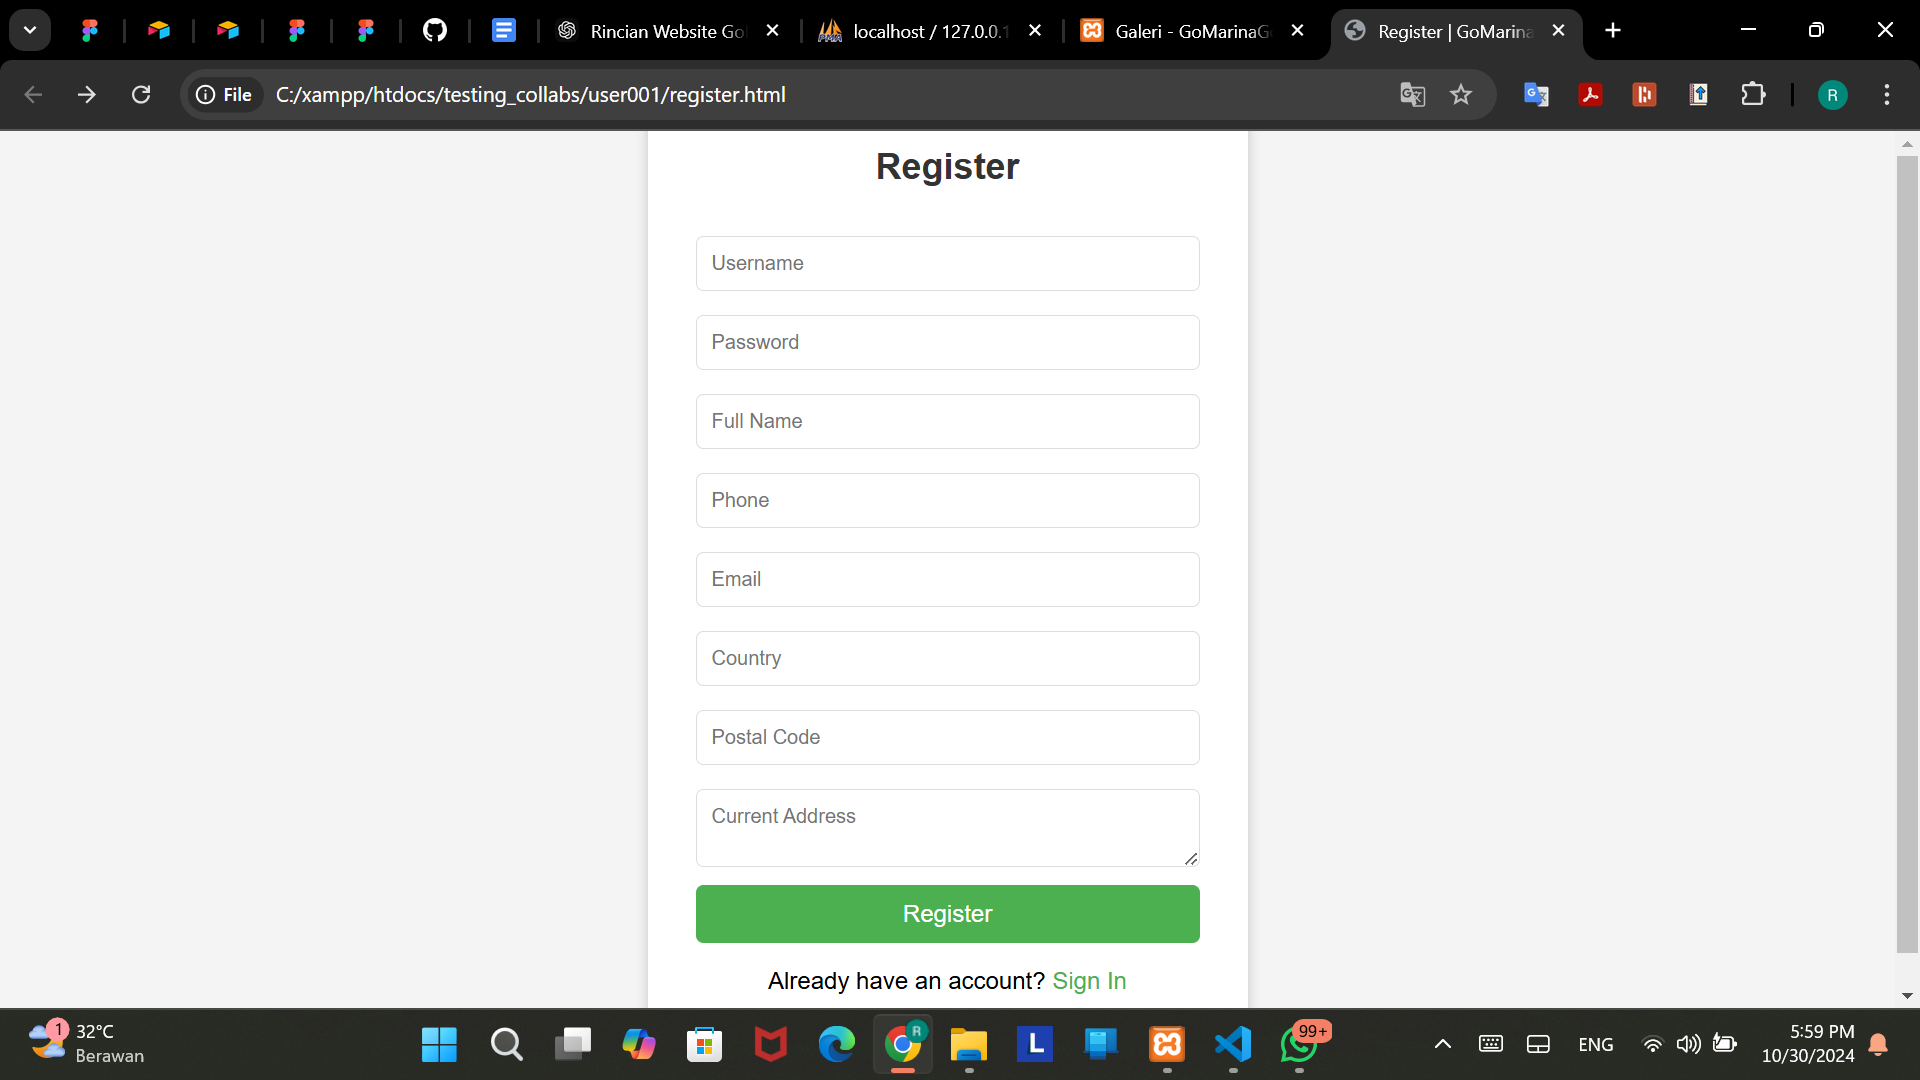 Rincian Website Go
localhost / 127.0.0.1
Galeri - GoMarinaG
Register | GoMarina
File
C:/xampp/htdocs/testing_collabs/user001/register.html
R
Register
Username
Password
Full Name
Phone
Email
Country
Postal Code
Current Address
Register
Already have an account? Sign In
1
32°C
Berawan
R
L
99+
ENG
5:59 PM
10/30/2024